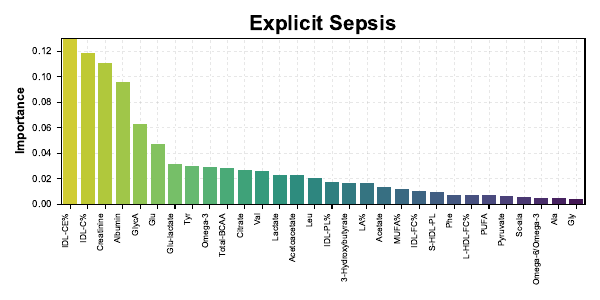 Explicit Sepsis
Importance
0.12
0.10
0.08
0.06
0.04
0.02
0.00
IDL-CE%
IDL-C%
Creatinine
Albumin
GlycA
Glu
Glu-lactate
Tyr
Omega-3
Total-BCAA
Citrate
Val
Lactate
Acetoacetate
Leu
IDL-PL%
3-Hydroxybutyrate
LA%
Acetate
MUFA%
IDL-FC%
S-HDL-PL
Phe
L-HDL-FC%
PUFA
Pyruvate
Omega-6/Omega-3
Ala
Gly